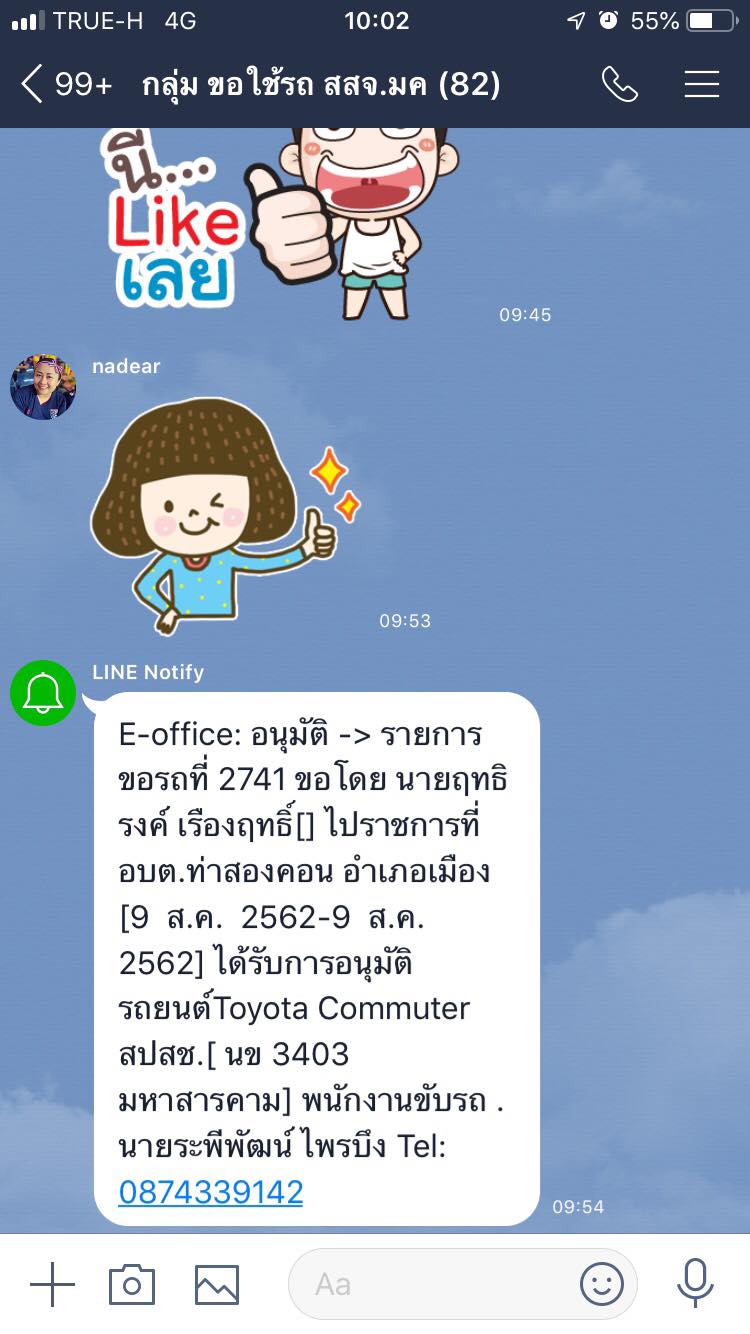 TRUE-H 4G 10:02 55%
99+ กลุ่ม ขอใช้รถ สสจ.มค (82)
นี่...
Like
เลย
09:45
nadear
09:53
LINE Notify
E-office: อนุมัติ -> รายการ
ขอรถที่ 2741 ขอโดย นายฤทธิ
รงค์ เรืองฤทธิ์[] ไปราชการที่
อบต.ท่าสองคอน อำเภอเมือง
[9 ส.ค. 2562-9 ส.ค.
2562] ได้รับการอนุมัติ
รถยนต์Toyota Commuter
สปสช.[ นข 3403
มหาสารคาม] พนักงานขับรถ .
นายระพีพัฒน์ ไพรบึง Tel:
0874339142
09:54
Aa